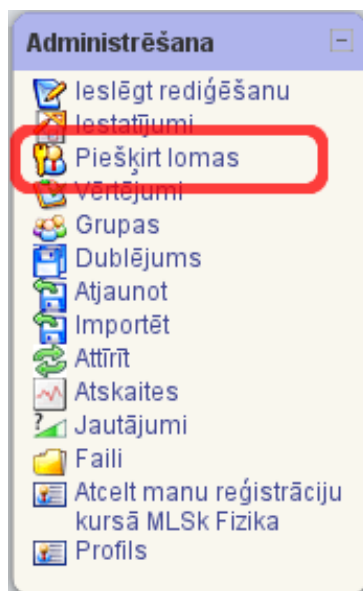 Administrēšana
Ieslēgt rediģēšanu
Iestatījumi
Piešķirt lomas
Vērtējumi
Grupas
Dublējums
Atjaunot
Importēt
Attīrīt
Atskaites
Jautājumi
Faili
Atcelt manu reģistrāciju
kursā MLSk Fizika
Profils